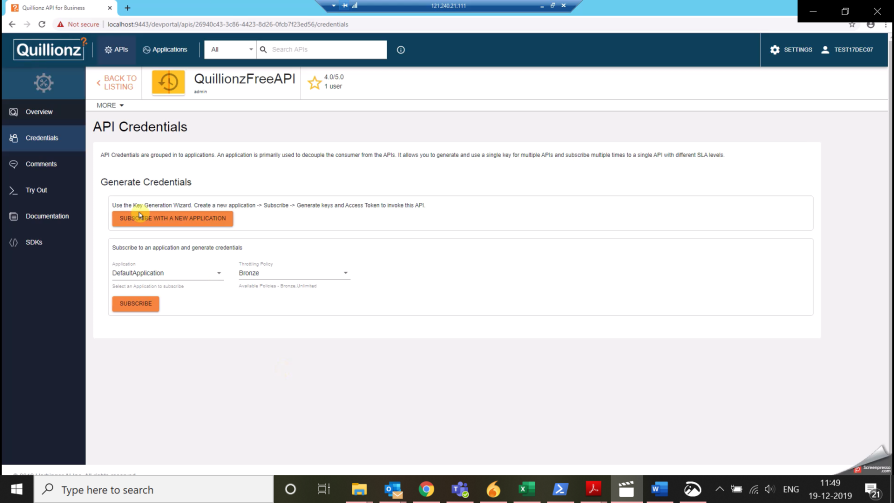 121.240.21.111
Quillionz API for Business
Not secure | localhost:9443/devportal/apis/26940c43-3c86-4423-8d26-0fcb7f23ed56/credentials
Quillionz?
APIs
Applications
All
Search APIs
SETTINGS
TEST17DEC07
BACK TO LISTING
QuillionzFreeAPI
admin
4.0/5.0
1 user
MORE
Overview
Credentials
Comments
Try Out
Documentation
SDKs
API Credentials
API Credentials are grouped in to applications. An application is primarily used to decouple the consumer from the APIs. It allows you to generate and use a single key for multiple APIs and subscribe multiple times to a single API with different SLA levels.
Generate Credentials
Use the Key Generation Wizard. Create a new application -> Subscribe -> Generate keys and Access Token to invoke this API.
SUBSCRIBE WITH A NEW APPLICATION
Subscribe to an application and generate credentials
Application
Throttling Policy
DefaultApplication
Bronze
Select an Application to subscribe
Available Policies - Bronze,Unlimited
SUBSCRIBE
Screenpresso
Type here to search
ENG
11:49
19-12-2019
21